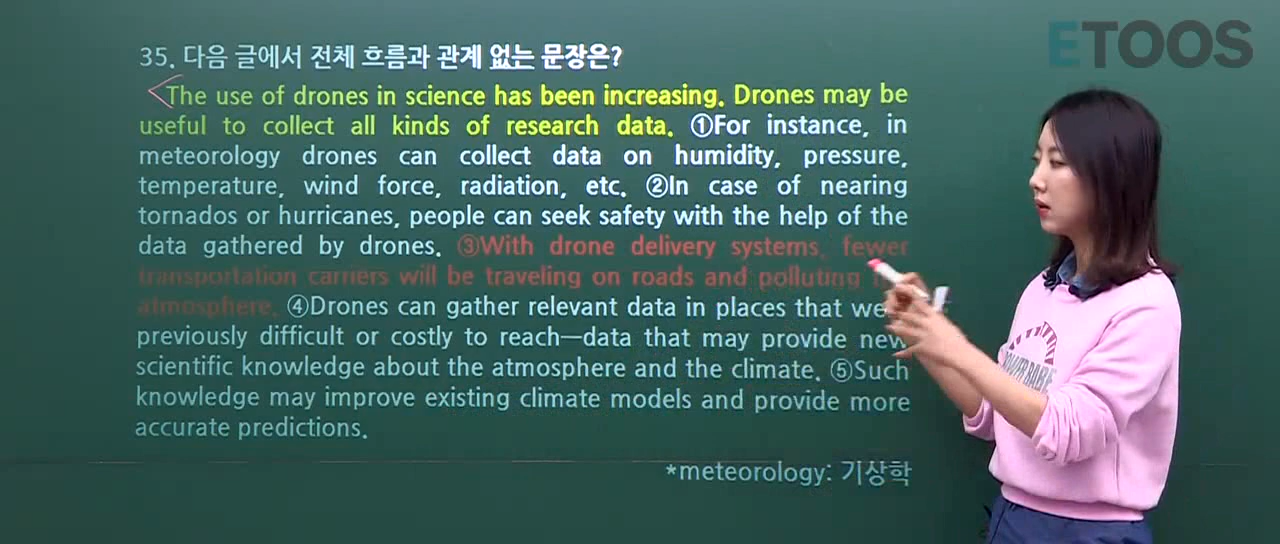 ETOOS
35. 다음 글에서 전체 흐름과 관계 없는 문장은?
The use of drones in science has been increasing. Drones may be
useful to collect all kinds of research data. ①For instance, in
meteorology drones can collect data on humidity, pressure,
temperature, wind force, radiation, etc. ②In case of nearing
tornados or hurricanes, people can seek safety with the help of the
data gathered by drones. ③With drone delivery systems, fewer
transportation carriers will be traveling on roads and polluting
atmosphere. ④Drones can gather relevant data in places that
previously difficult or costly to reach—data that may provide new
scientific knowledge about the atmosphere and the climate. ⑤Such
knowledge may improve existing climate models and provide more
accurate predictions.
*meteorology: 기상학